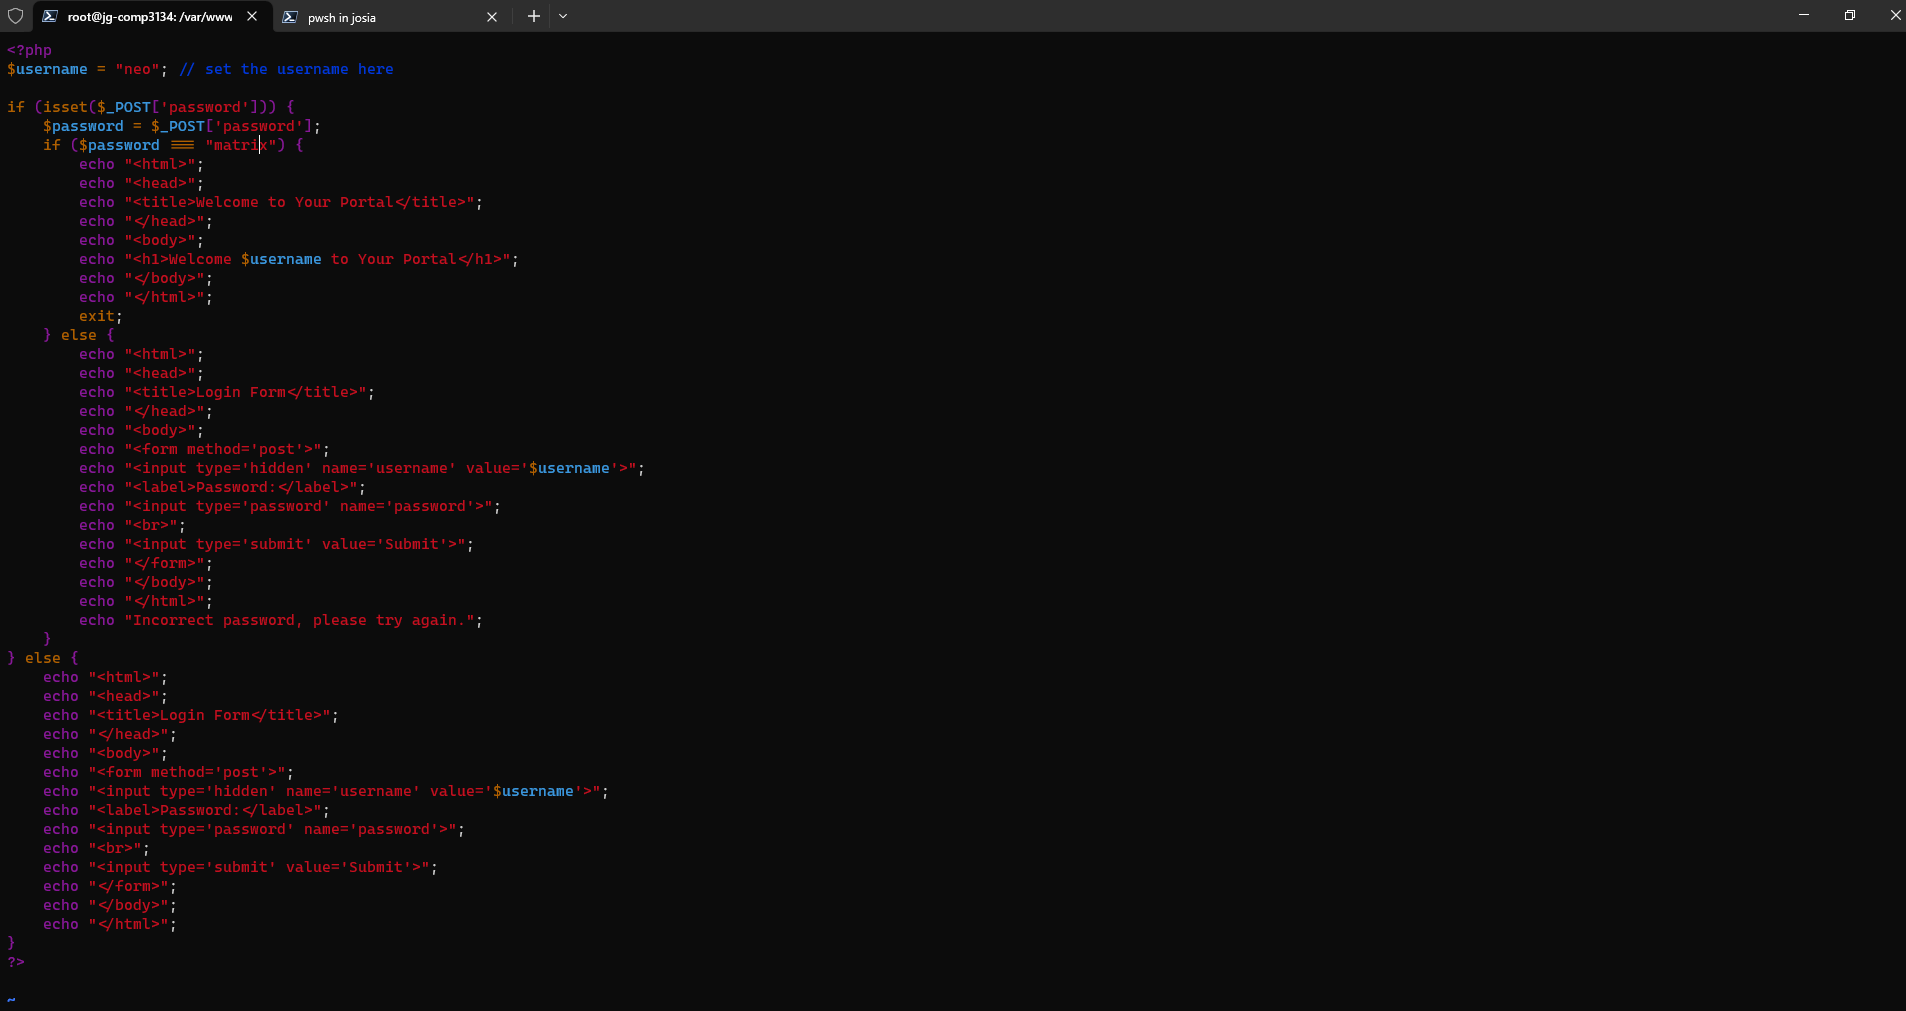 root@jg-comp3134: /var/www
pwsh in josia
<?php
$username = "neo"; // set the username here

if (isset($_POST['password'])) {
    $password = $_POST['password'];
    if ($password === "matrix") {
        echo "<html>";
        echo "<head>";
        echo "<title>Welcome to Your Portal</title>";
        echo "</head>";
        echo "<body>";
        echo "<h1>Welcome $username to Your Portal</h1>";
        echo "</body>";
        echo "</html>";
        exit;
    } else {
        echo "<html>";
        echo "<head>";
        echo "<title>Login Form</title>";
        echo "</head>";
        echo "<body>";
        echo "<form method='post'>";
        echo "<input type='hidden' name='username' value='$username'>";
        echo "<label>Password:</label>";
        echo "<input type='password' name='password'>";
        echo "<br>";
        echo "<input type='submit' value='Submit'>";
        echo "</form>";
        echo "</body>";
        echo "</html>";
        echo "Incorrect password, please try again.";
    }
} else {
    echo "<html>";
    echo "<head>";
    echo "<title>Login Form</title>";
    echo "</head>";
    echo "<body>";
    echo "<form method='post'>";
    echo "<input type='hidden' name='username' value='$username'>";
    echo "<label>Password:</label>";
    echo "<input type='password' name='password'>";
    echo "<br>";
    echo "<input type='submit' value='Submit'>";
    echo "</form>";
    echo "</body>";
    echo "</html>";
}
?>

~